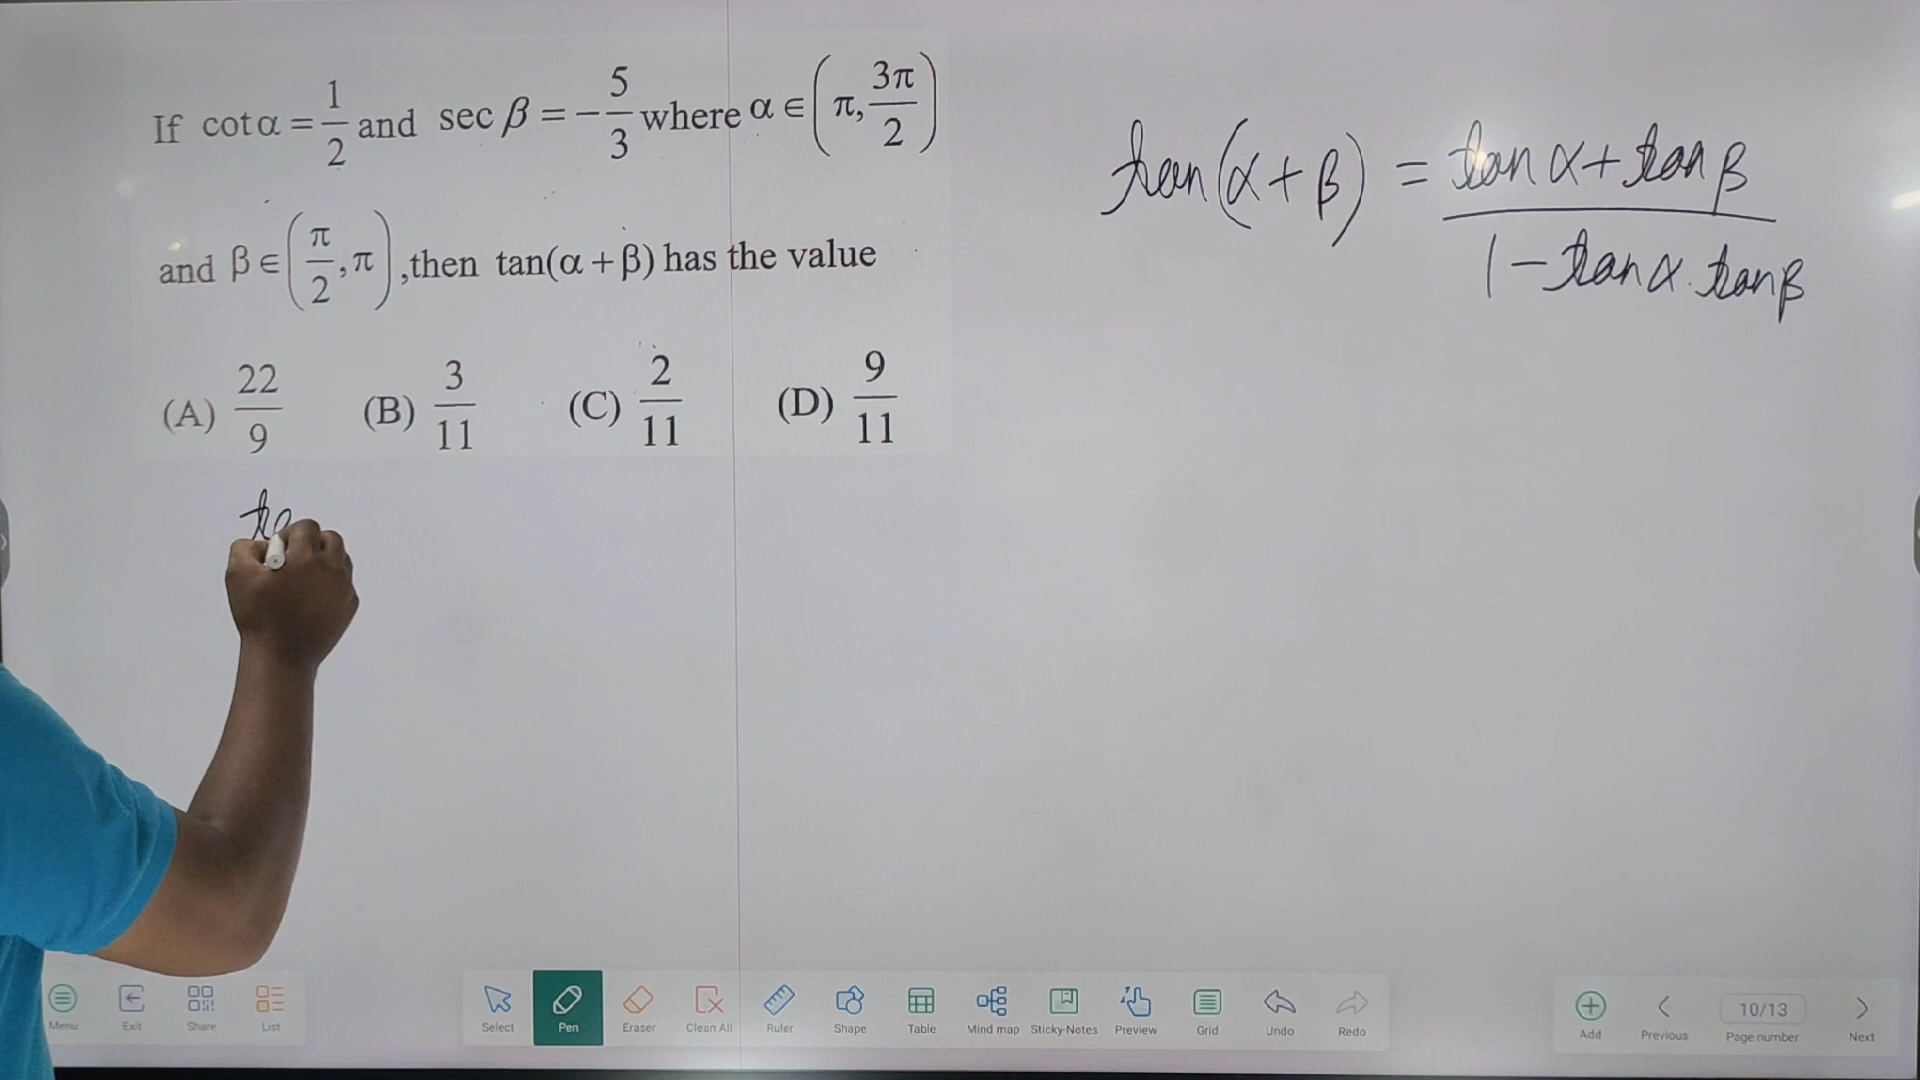 If cot α = 1/2 and sec β = -5/3 where α ∈ (π, 3π/2)
and β ∈ (π/2, π), then tan(α + β) has the value
(A) 22/9 (B) 3/11 (C) 2/11 (D) 9/11
tan(α + β) = (tan α + tan β)/(1 - tan α . tan β)
ta
Menu Exit Share List Select Pen Eraser Clean All Ruler Shape Table Mind map Sticky-Notes Preview Grid Undo Redo Add Previous 10/13 Page number Next